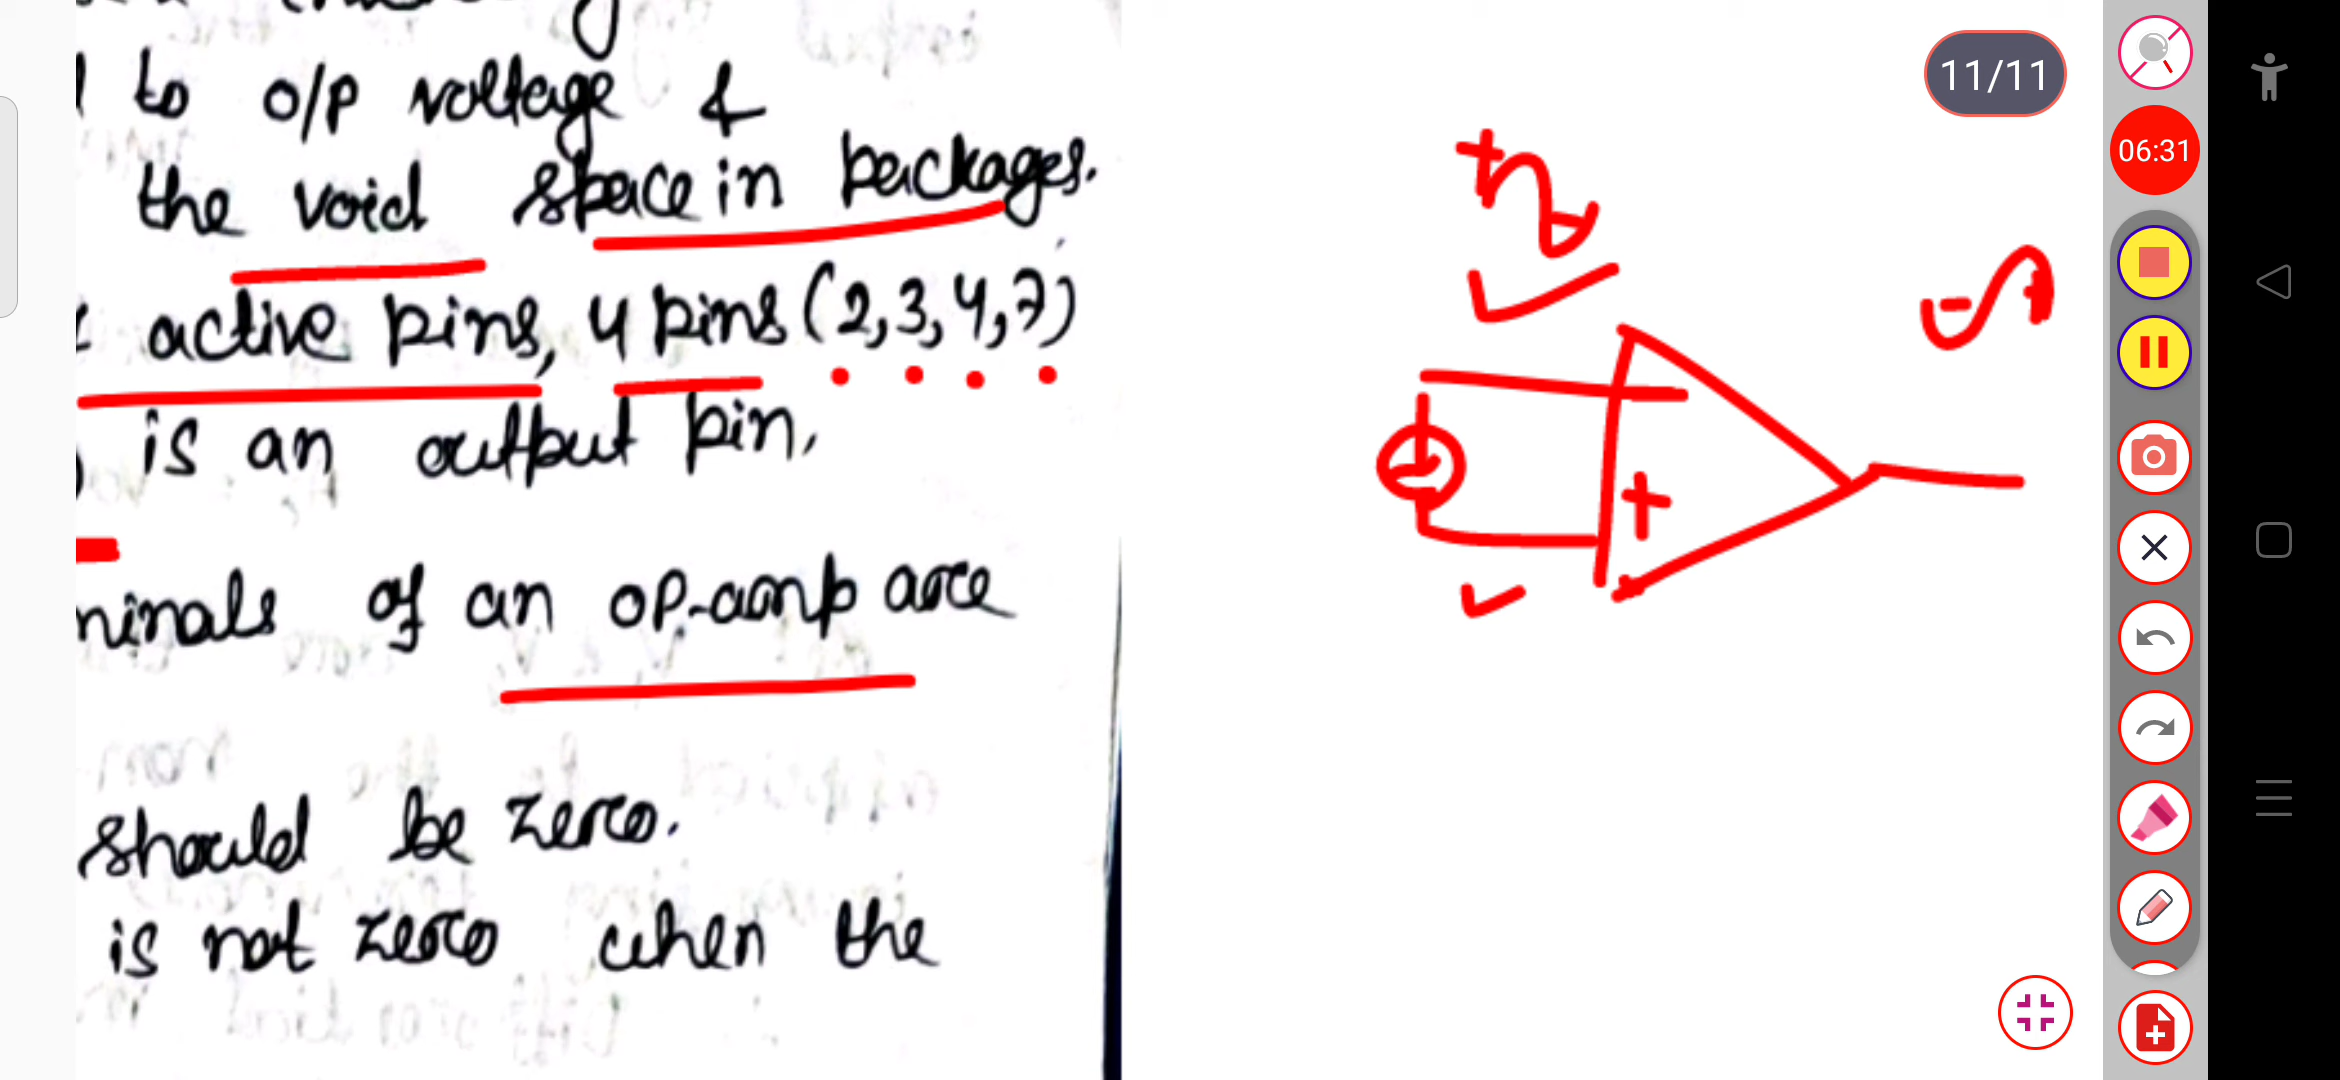 to o/p voltage &
the void space in packages.
active pins, 4 pins (2,3,4,7)
is an output pin.
minals of an op-amp are
should be zero.
is not zero when the
11/11
06:31
+
-
+
-
+